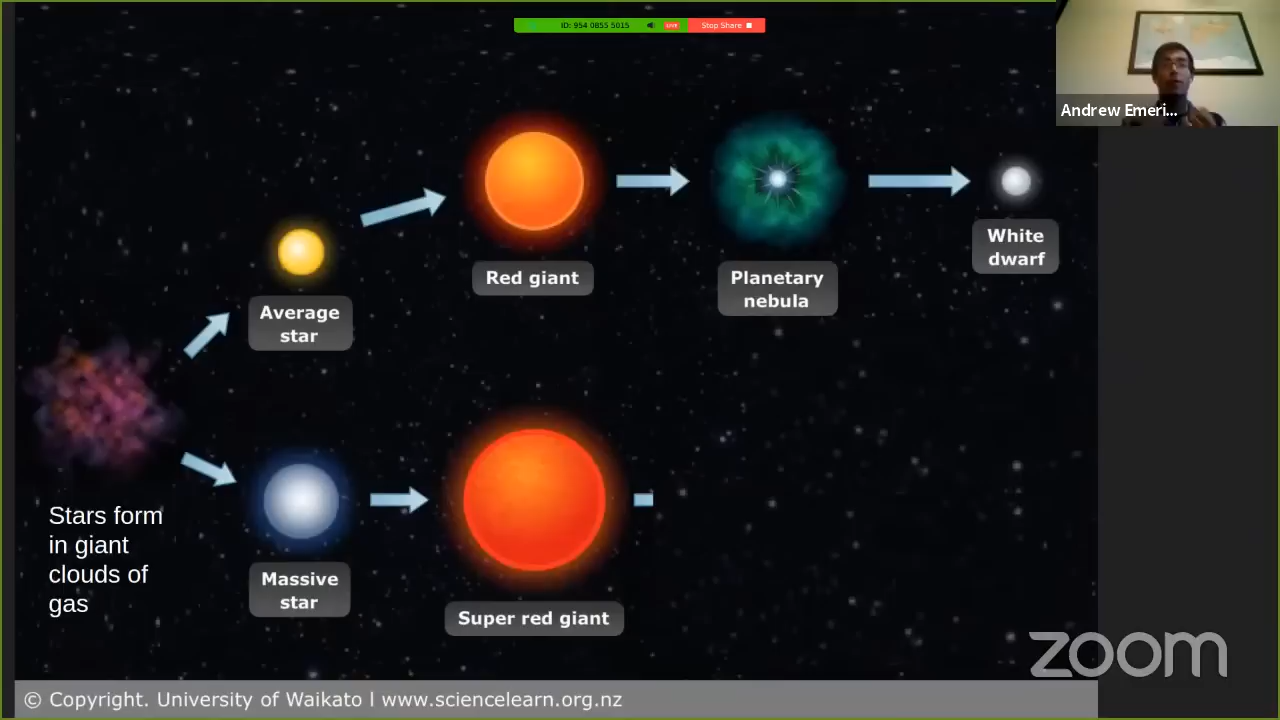 ID: 954 0855 5015
LIVE
Stop Share
Andrew Emeri...
Red giant
Planetary
nebula
White
dwarf
Average
star
Stars form
in giant
clouds of
gas
Massive
star
Super red giant
zoom
© Copyright. University of Waikato | www.sciencelearn.org.nz